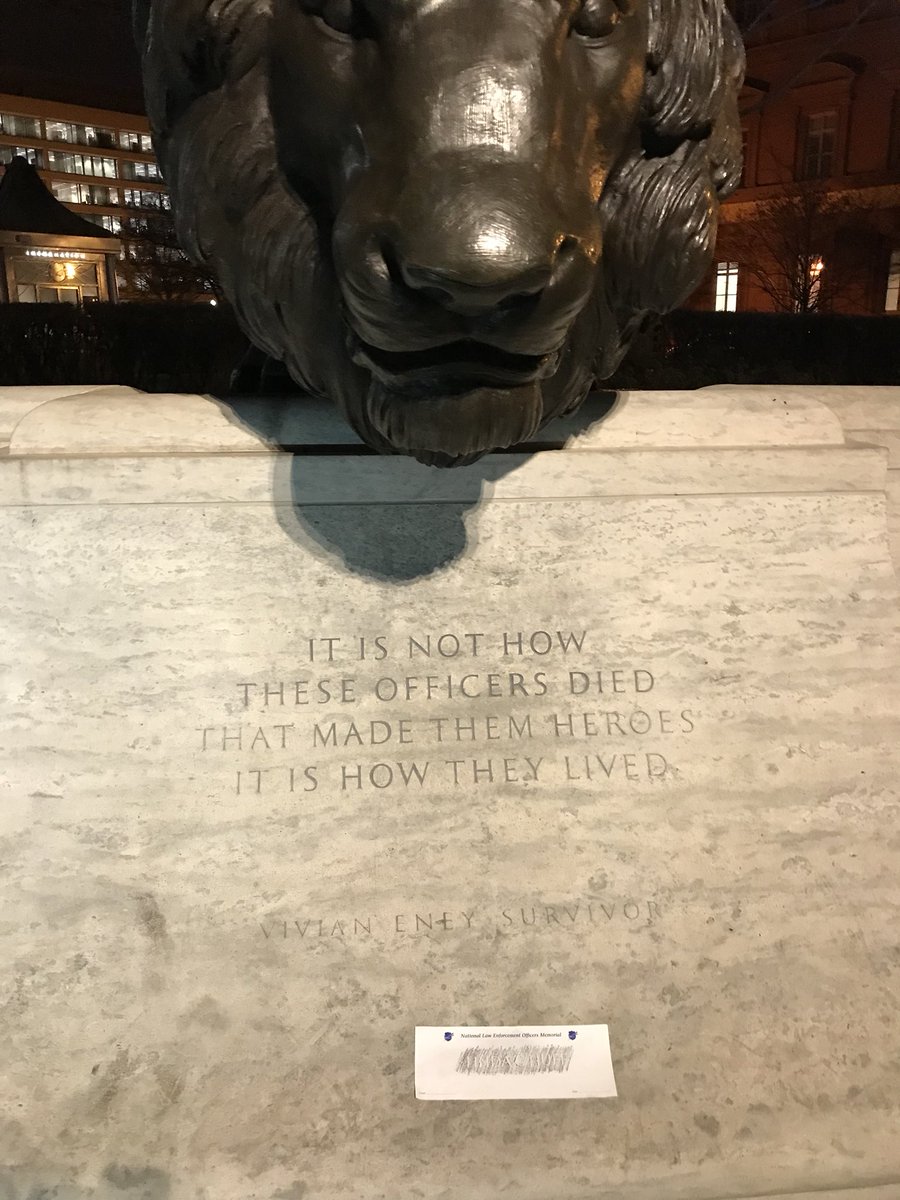 INFORMATION
IT IS NOT HOW
THESE OFFICERS DIED
THAT MADE THEM HEROES
IT IS HOW THEY LIVED
VIVIAN ENEY SURVIVOR
National Law Enforcement Officers Memorial